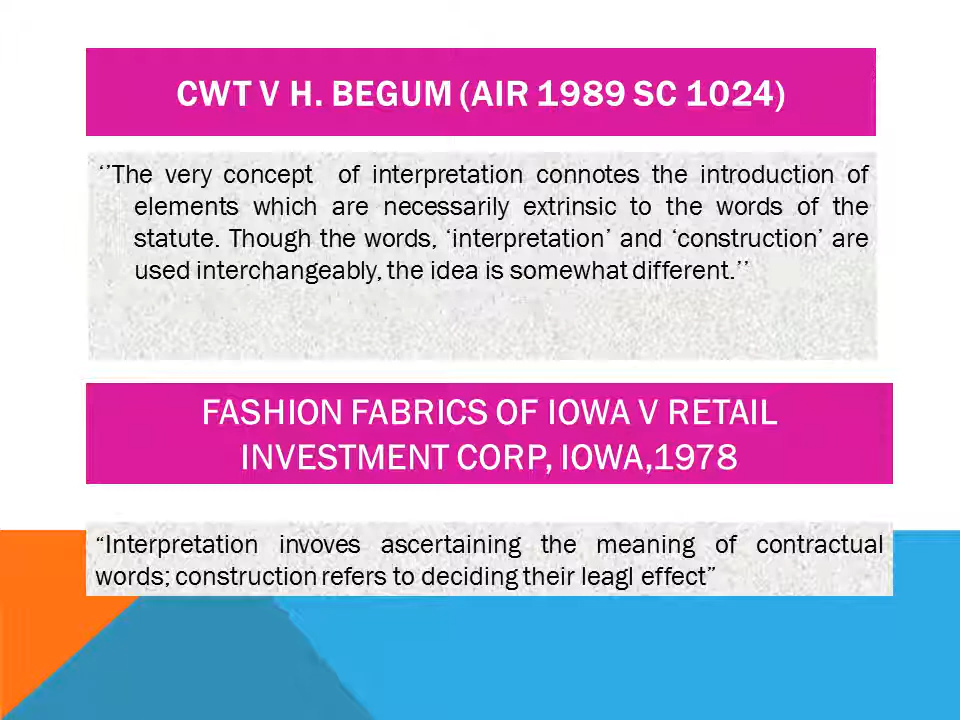 CWT V H. BEGUM (AIR 1989 SC 1024)
‘’The very concept of interpretation connotes the introduction of
elements which are necessarily extrinsic to the words of the
statute. Though the words, ‘interpretation’ and ‘construction’ are
used interchangeably, the idea is somewhat different.’’
FASHION FABRICS OF IOWA V RETAIL
INVESTMENT CORP, IOWA,1978
“Interpretation invoves ascertaining the meaning of contractual
words; construction refers to deciding their leagl effect”